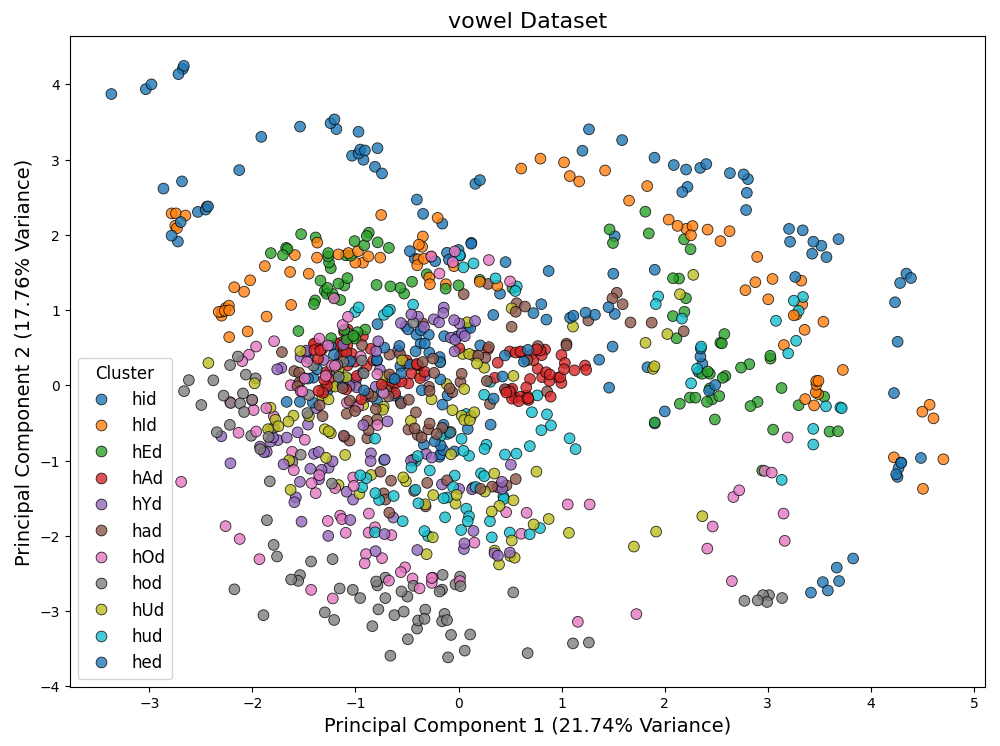 vowel Dataset
Principal Component 2 (17.76% Variance)
4
3
2
1
0
−1
−2
−3
−4
Cluster
hid
hId
hEd
hAd
hYd
had
hOd
hod
hUd
hud
hed
−3
−2
−1
0
1
2
3
4
5
Principal Component 1 (21.74% Variance)